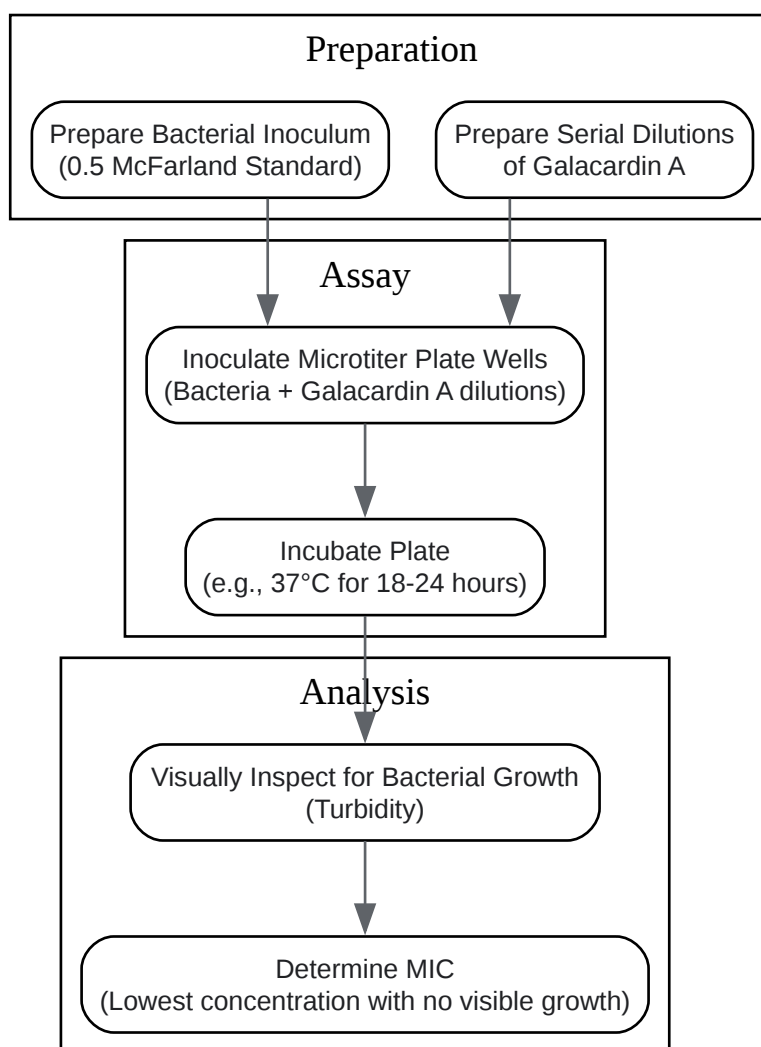 Preparation
Prepare Bacterial Inoculum
(0.5 McFarland Standard)
Prepare Serial Dilutions
of Galacardin A
Assay
Inoculate Microtiter Plate Wells
(Bacteria + Galacardin A dilutions)
Incubate Plate
(e.g., 37°C for 18-24 hours)
Analysis
Visually Inspect for Bacterial Growth
(Turbidity)
Determine MIC
(Lowest concentration with no visible growth)